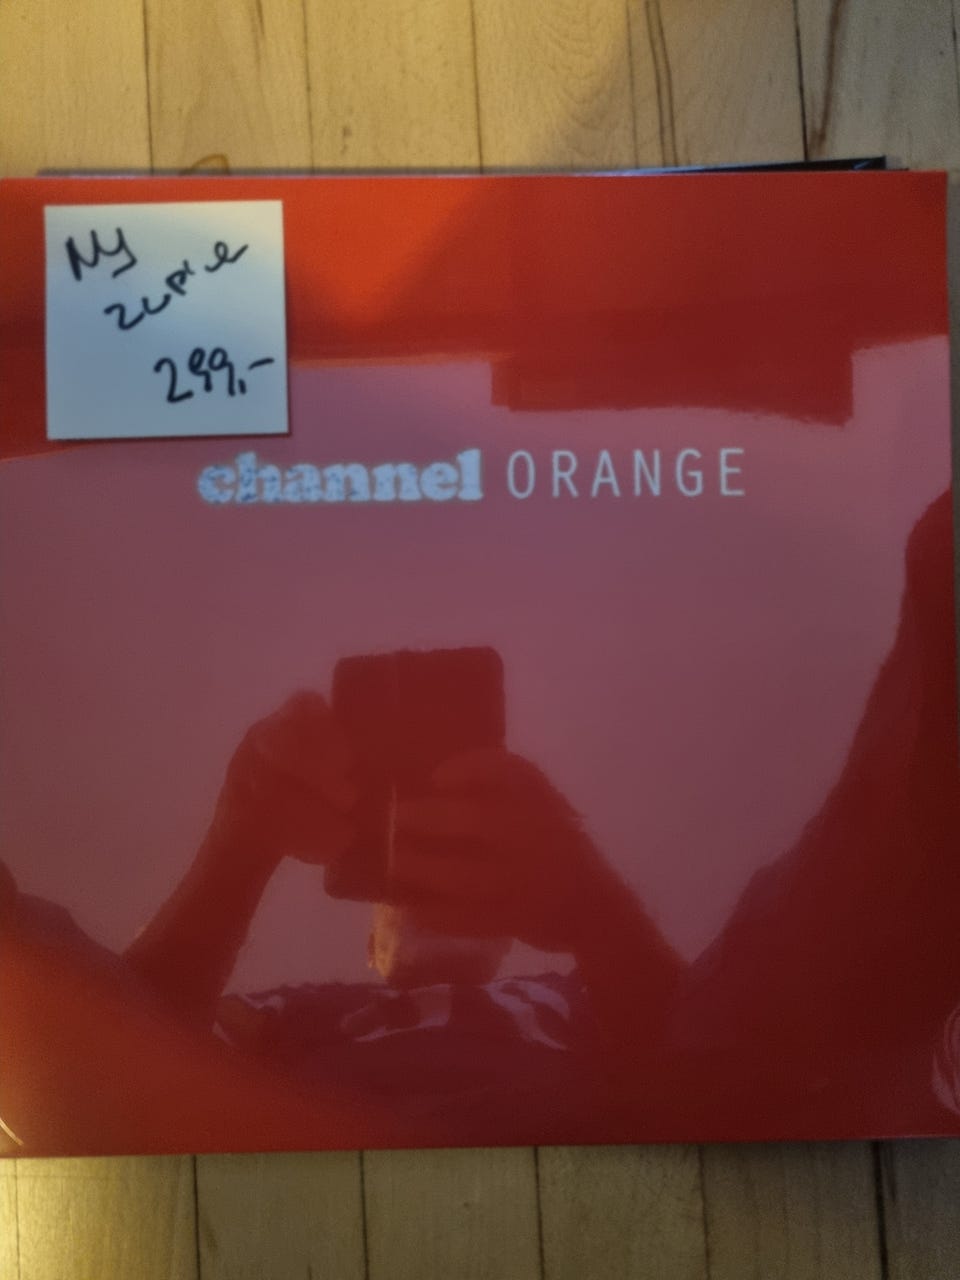 Ny
299,-
channel ORANGE